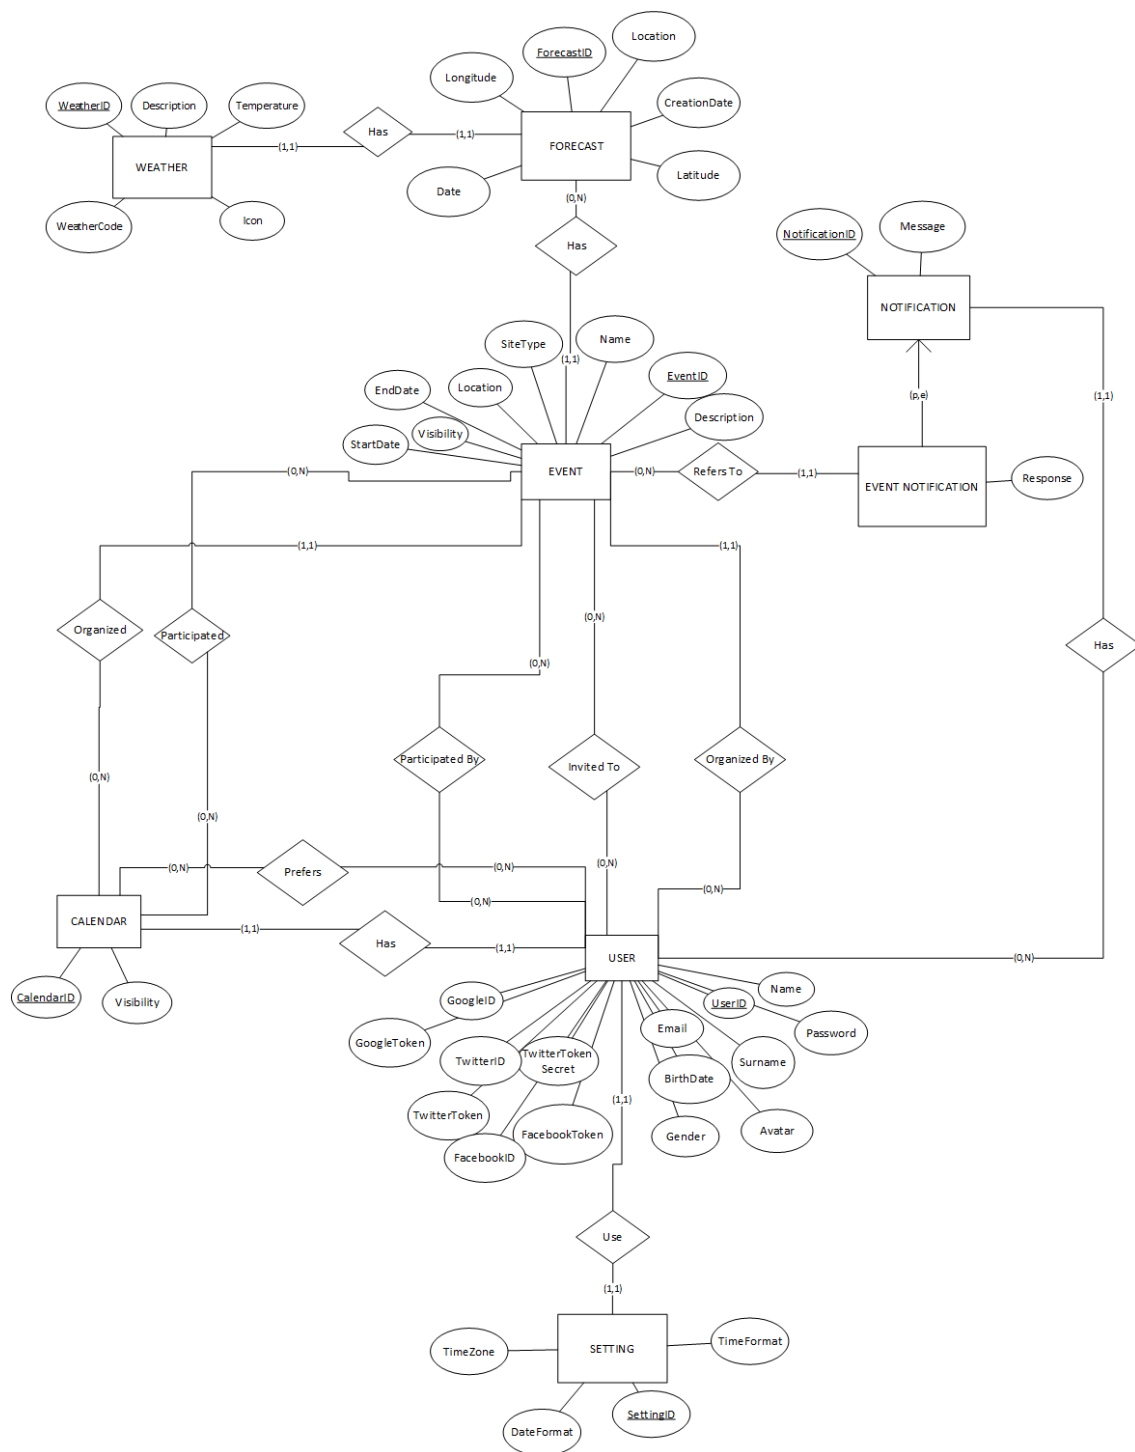 Location
ForecastID
Longitude
CreationDate
WeatherID
Description
Temperature
Has
(1,1)
(1,1)
FORECAST
WEATHER
Latitude
Date
(0,N)
WeatherCode
Icon
Message
NotificationID
Has
NOTIFICATION
SiteType
Name
(1,1)
EventID
EndDate
Location
(p,e)
(1,1)
Description
Visibility
StartDate
(0,N)
EVENT
(0,N)
Refers To
(1,1)
EVENT NOTIFICATION
Response
(1,1)
(1,1)
(0,N)
Organized
Participated
Has
(0,N)
Participated By
Invited To
Organized By
(0,N)
(0,N)
(0,N)
Prefers
(0,N)
(0,N)
(0,N)
(0,N)
CALENDAR
(1,1)
Has
(1,1)
USER
(0,N)
CalendarID
Visibility
GoogleID
UserID
Name
GoogleToken
Email
Password
TwitterID
TwitterToken
Secret
Surname
BirthDate
(1,1)
TwitterToken
FacebookToken
Gender
Avatar
FacebookID
Use
(1,1)
TimeZone
SETTING
TimeFormat
SettingID
DateFormat